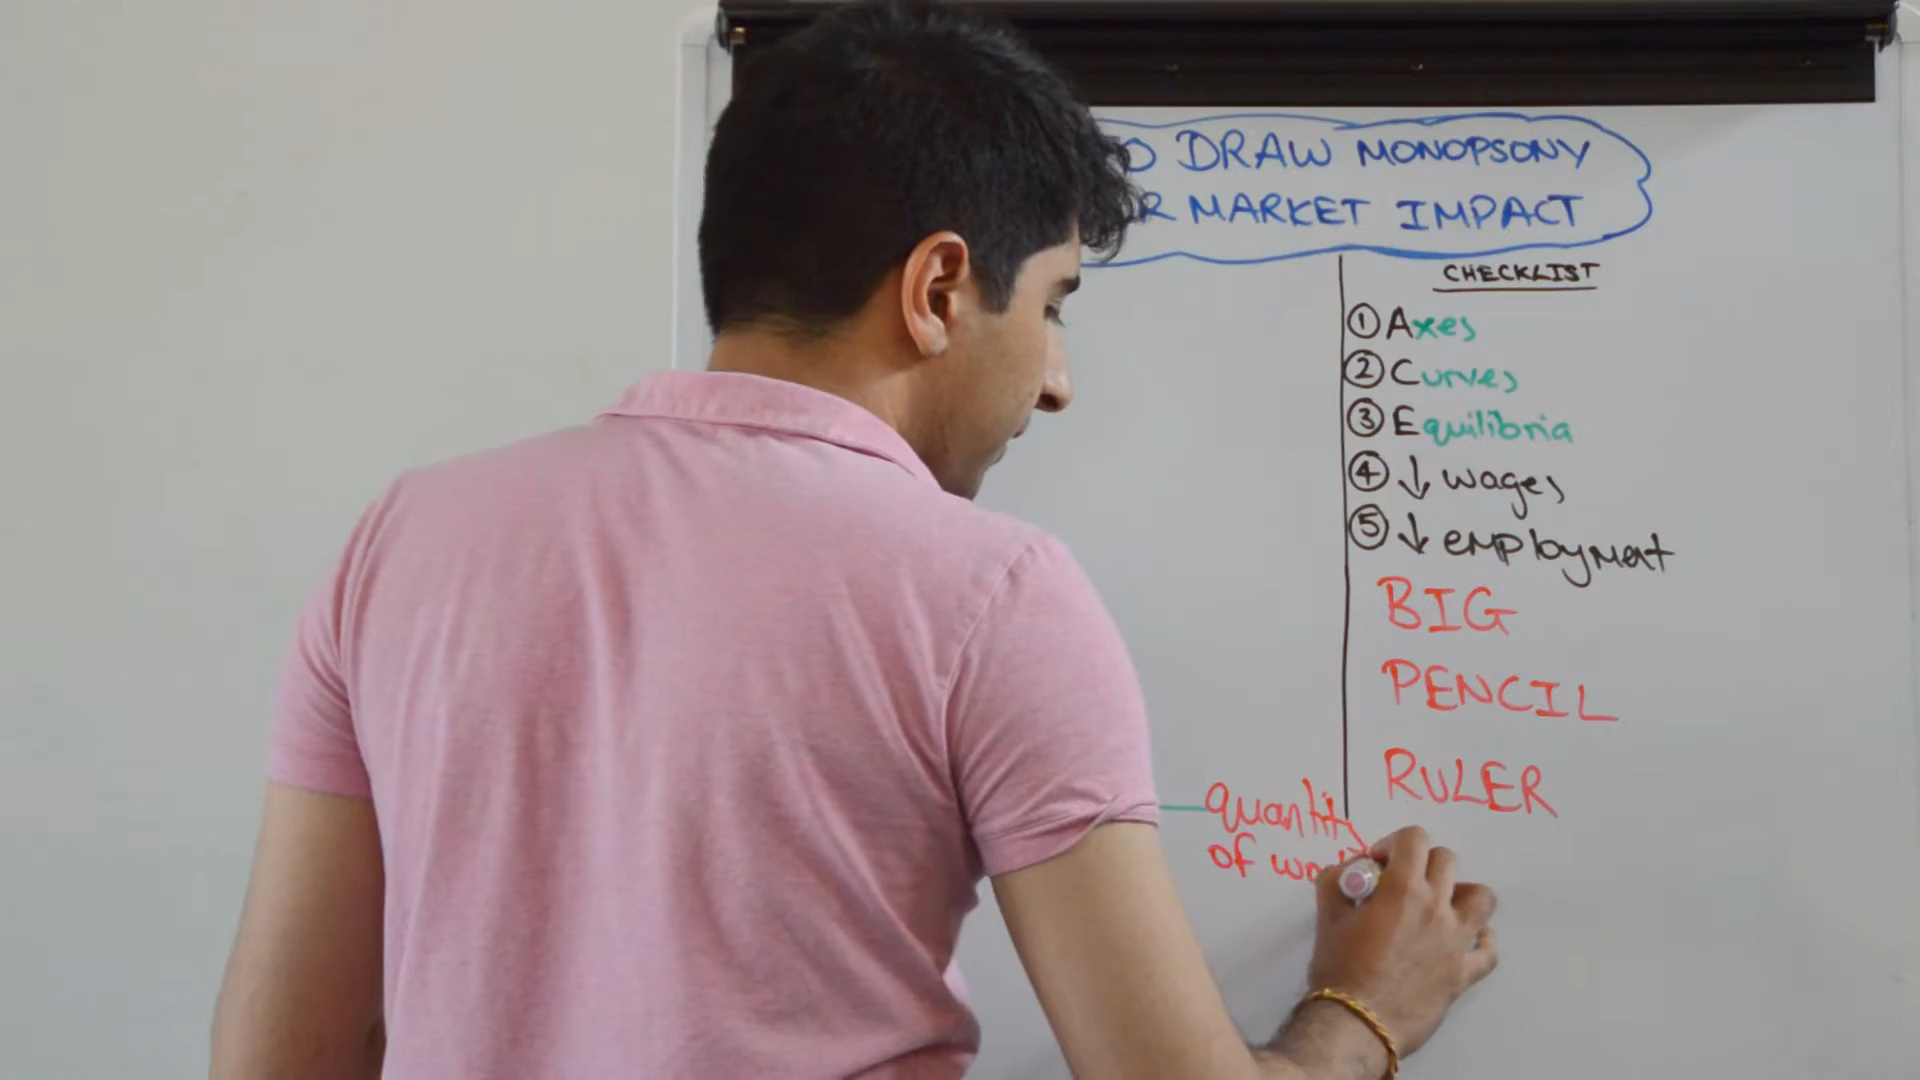 O DRAW MONOPSONY
R MARKET IMPACT
CHECKLIST
① Axes
② Curves
③ Equilibria
④ ↓ wages
⑤ ↓ employment
BIG
PENCIL
RULER
quantity
of